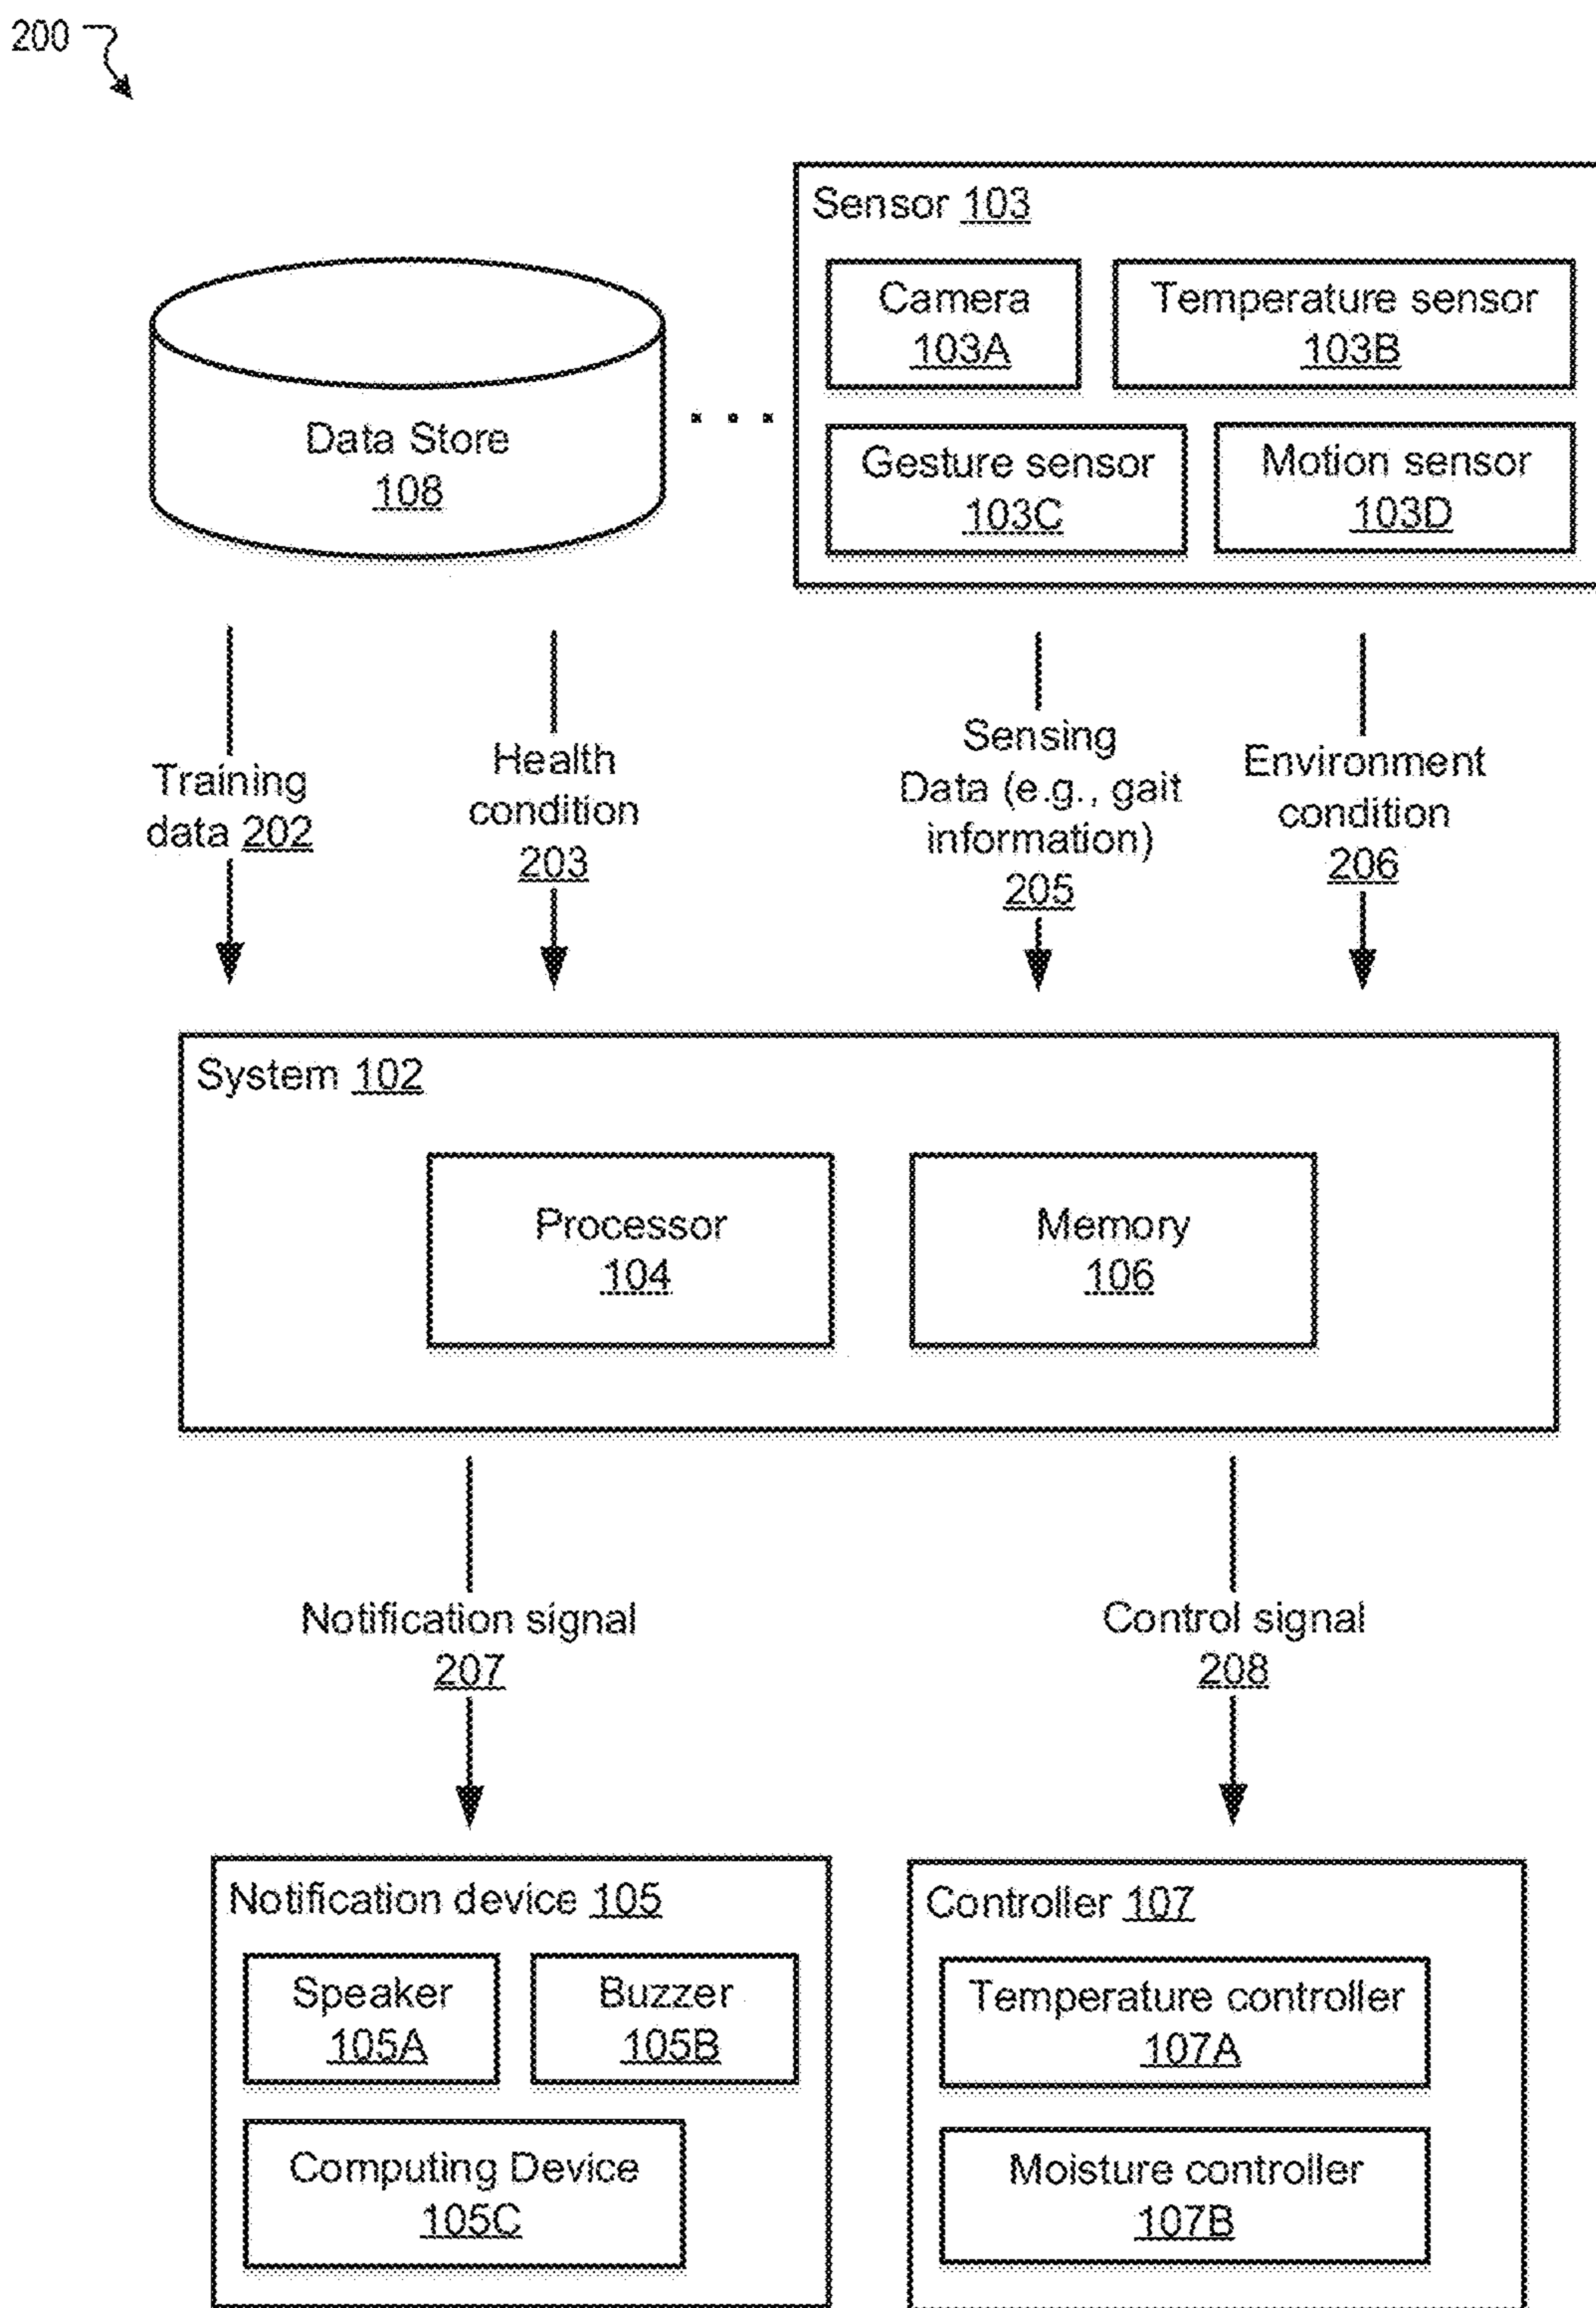 200
Sensor 103
Camera
103A
Temperature sensor
103B
Data Store
108
. . .
Gesture sensor
103C
Motion sensor
103D
Training
data 202
Health
condition
203
Sensing
Data (e.g., gait
information)
205
Environment
condition
206
System 102
Processor
104
Memory
106
Notification signal
207
Control signal
208
Notification device 105
Speaker
105A
Buzzer
105B
Computing Device
105C
Controller 107
Temperature controller
107A
Moisture controller
107B